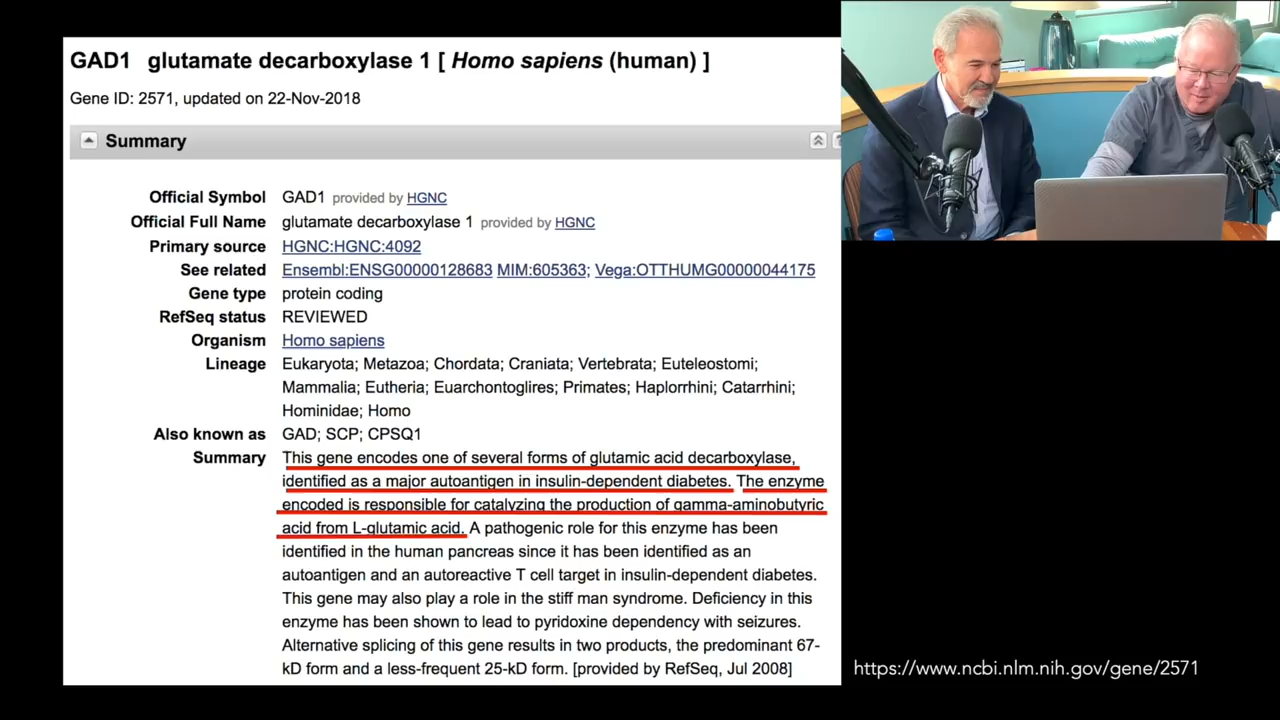 GAD1 glutamate decarboxylase 1 [ Homo sapiens (human) ]
Gene ID: 2571, updated on 22-Nov-2018
Summary
Official Symbol GAD1 provided by HGNC
Official Full Name glutamate decarboxylase 1 provided by HGNC
Primary source HGNC:HGNC:4092
See related Ensembl:ENSG00000128683 MIM:605363; Vega:OTTHUMG00000044175
Gene type protein coding
RefSeq status REVIEWED
Organism Homo sapiens
Lineage Eukaryota; Metazoa; Chordata; Craniata; Vertebrata; Euteleostomi;
Mammalia; Eutheria; Euarchontoglires; Primates; Haplorrhini; Catarrhini;
Hominidae; Homo
Also known as GAD; SCP; CPSQ1
Summary This gene encodes one of several forms of glutamic acid decarboxylase,
identified as a major autoantigen in insulin-dependent diabetes. The enzyme
encoded is responsible for catalyzing the production of gamma-aminobutyric
acid from L-glutamic acid. A pathogenic role for this enzyme has been
identified in the human pancreas since it has been identified as an
autoantigen and an autoreactive T cell target in insulin-dependent diabetes.
This gene may also play a role in the stiff man syndrome. Deficiency in this
enzyme has been shown to lead to pyridoxine dependency with seizures.
Alternative splicing of this gene results in two products, the predominant 67-
kD form and a less-frequent 25-kD form. [provided by RefSeq, Jul 2008]
https://www.ncbi.nlm.nih.gov/gene/2571